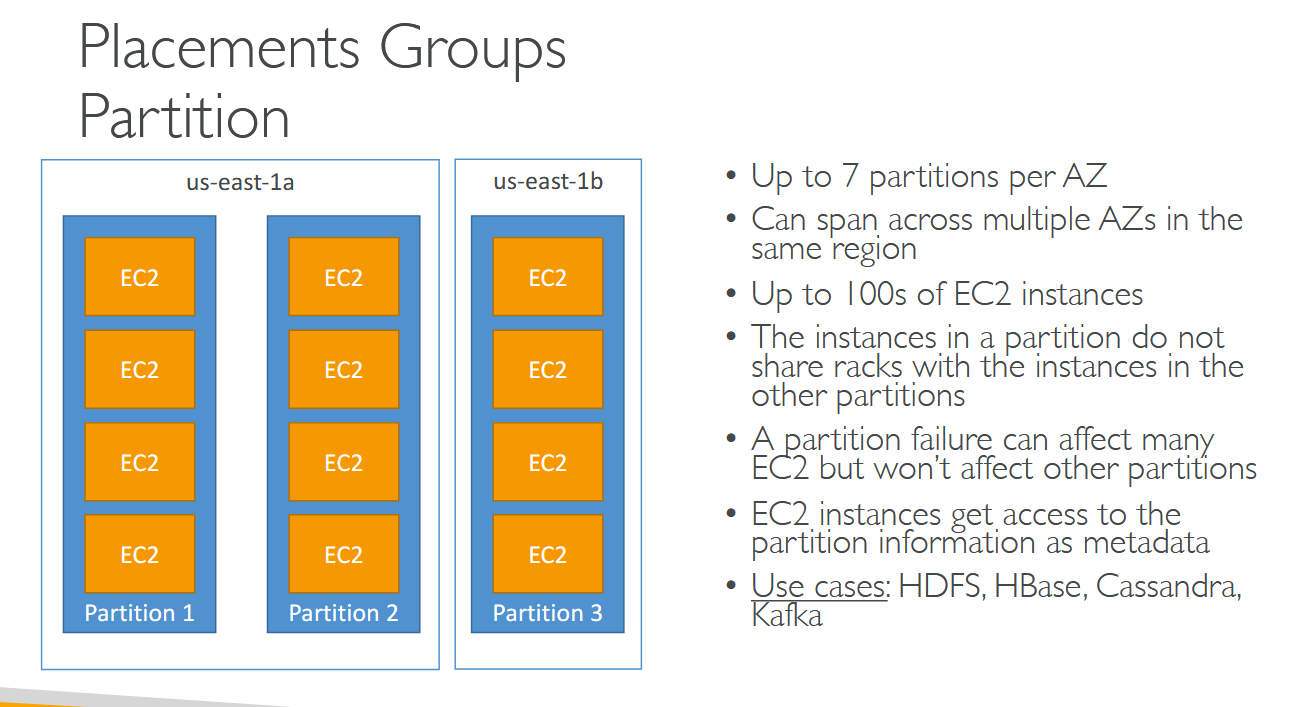 Placements Groups
Partition
us-east-1a
EC2
EC2
EC2
EC2
Partition 1
EC2
EC2
EC2
EC2
Partition 2
us-east-1b
EC2
EC2
EC2
EC2
Partition 3
• Up to 7 partitions per AZ
• Can span across multiple AZs in the
same region
• Up to 100s of EC2 instances
• The instances in a partition do not
share racks with the instances in the
other partitions
• A partition failure can affect many
EC2 but won’t affect other partitions
• EC2 instances get access to the
partition information as metadata
• Use cases: HDFS, HBase, Cassandra,
Kafka